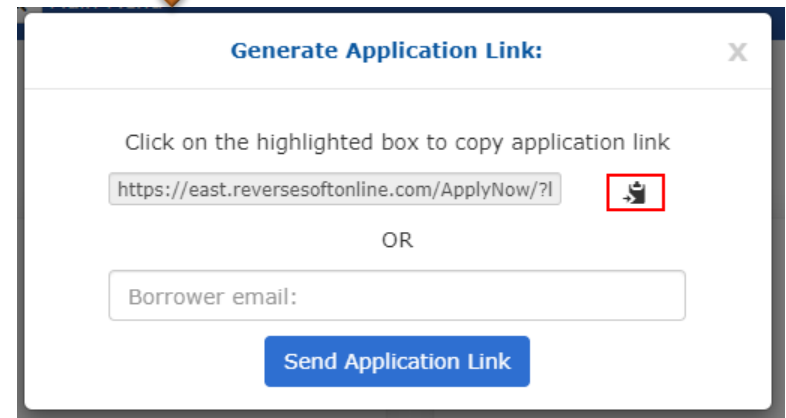 Generate Application Link:
X
Click on the highlighted box to copy application link
https://east.reversesoftonline.com/ApplyNow/?l
OR
Borrower email:
Send Application Link